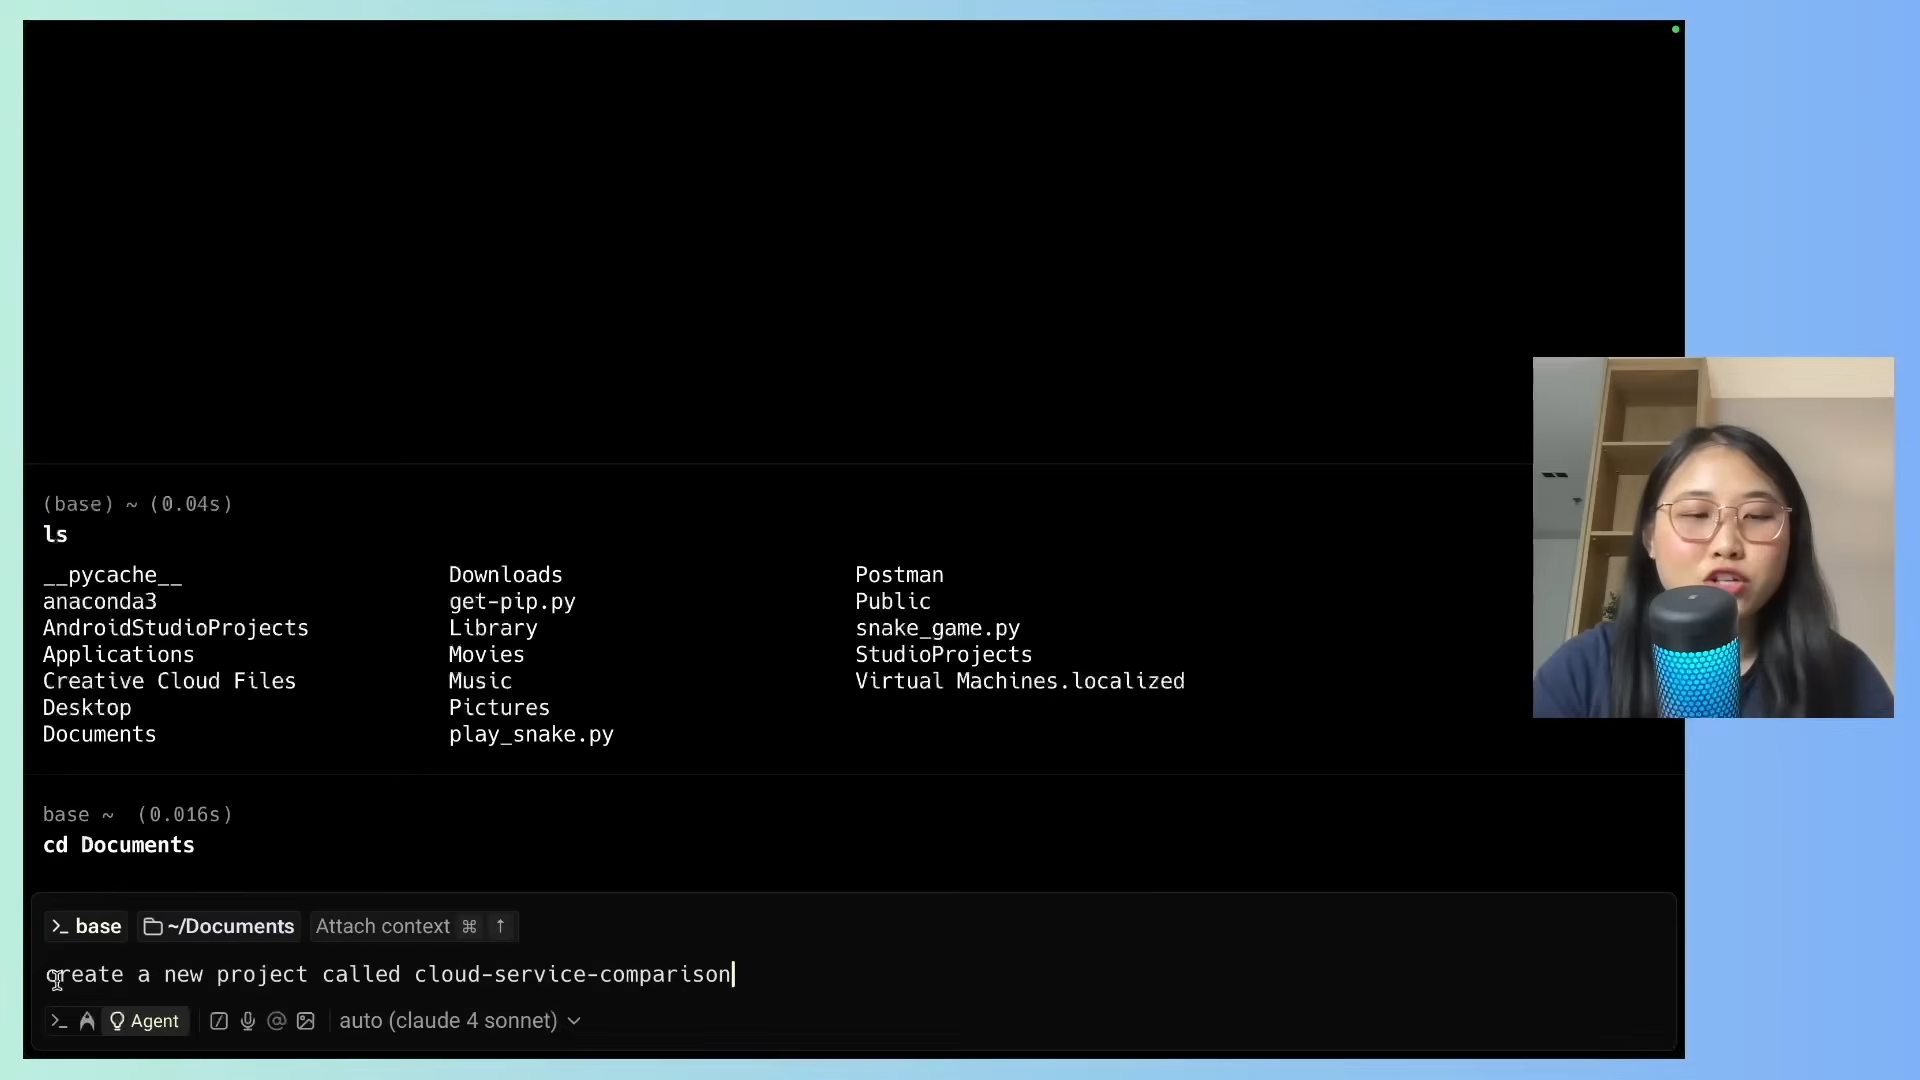 (base) ~ (0.04s)
ls
__pycache__ Downloads Postman
anaconda3 get-pip.py Public
AndroidStudioProjects Library snake_game.py
Applications Movies StudioProjects
Creative Cloud Files Music Virtual Machines.localized
Desktop Pictures
Documents play_snake.py
base ~ (0.016s)
cd Documents
>_ base ~/Documents Attach context ⌘ ↑
create a new project called cloud-service-comparison
>_ Agent @ auto (claude 4 sonnet)